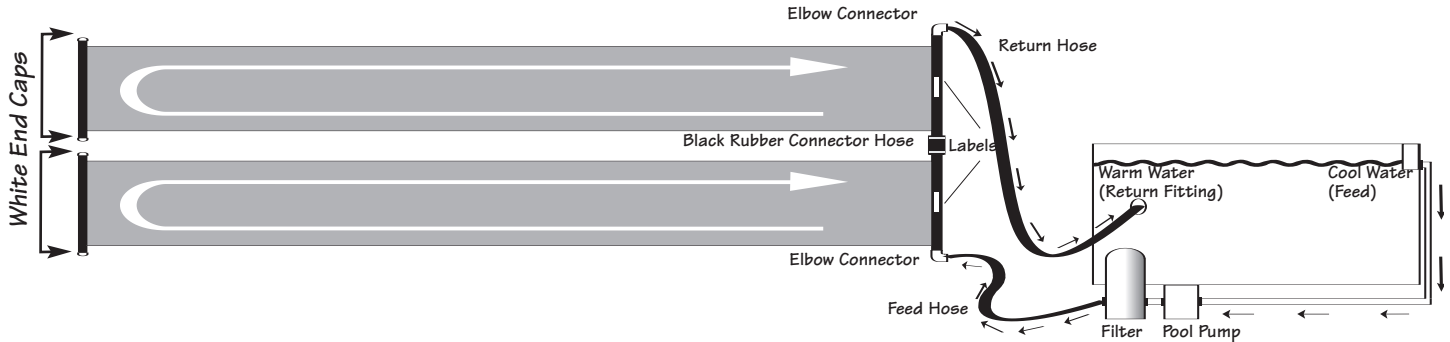 White End Caps
Elbow Connector
Return Hose
Black Rubber Connector Hose
Labels
Warm Water
(Return Fitting)
Cool Water
(Feed)
Elbow Connector
Feed Hose
Filter
Pool Pump